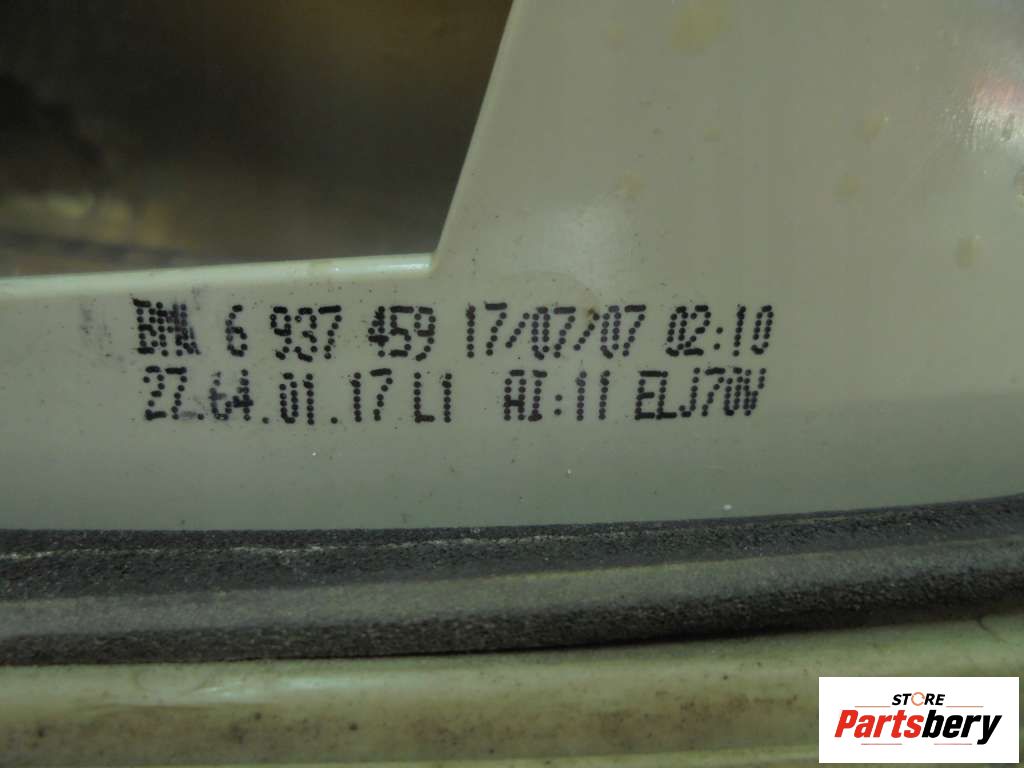 BMW 6 937 459 17/07/07 02:10
27.64.01.17 L1 AI:11 ELJ70V
STORE
Partsbery